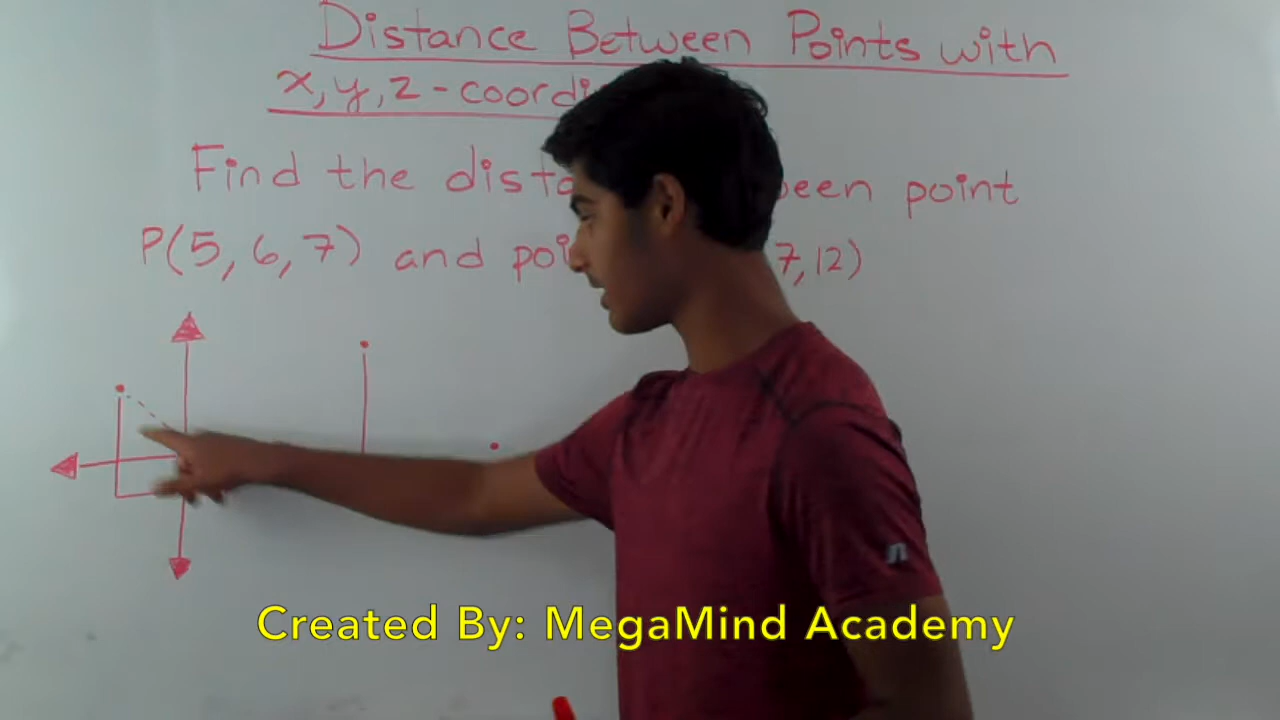 Distance Between Points with
x, y, z - coordi
Find the dista een point
P(5, 6, 7) and poi 7, 12)
Created By: MegaMind Academy